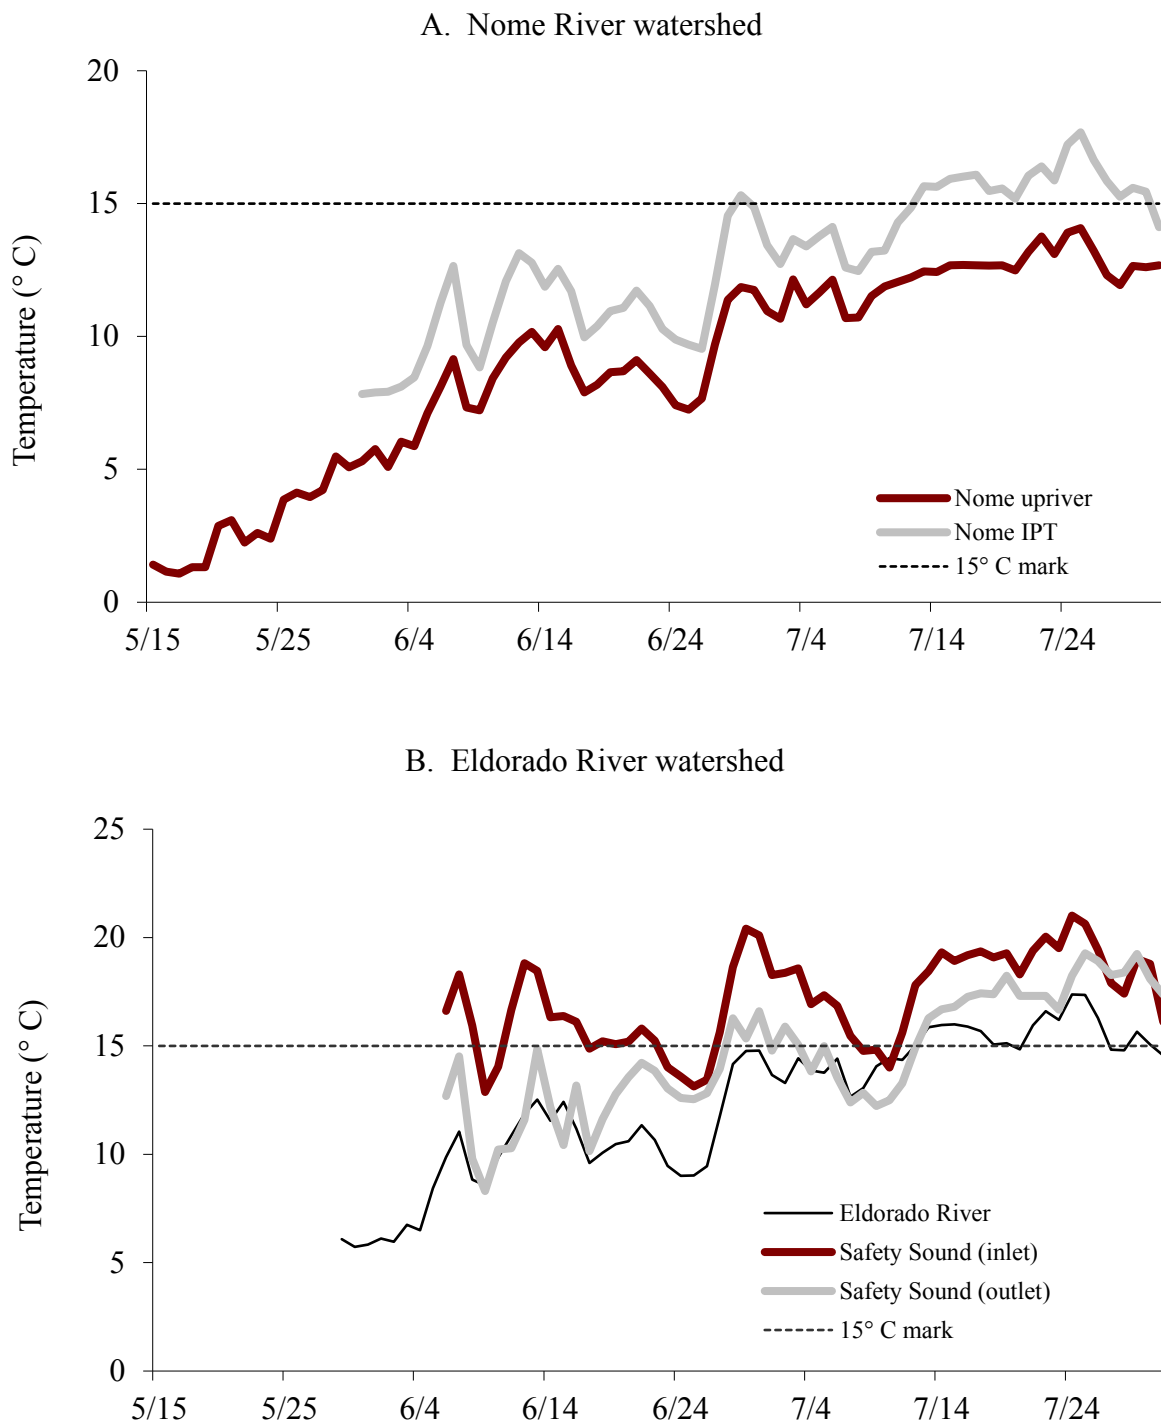 A. Nome River watershed
20
15
10
5
0
Temperature (° C)
Nome upriver
Nome IPT
15° C mark
5/15 5/25 6/4 6/14 6/24 7/4 7/14 7/24
B. Eldorado River watershed
25
20
15
10
5
0
Temperature (° C)
Eldorado River
Safety Sound (inlet)
Safety Sound (outlet)
15° C mark
5/15 5/25 6/4 6/14 6/24 7/4 7/14 7/24